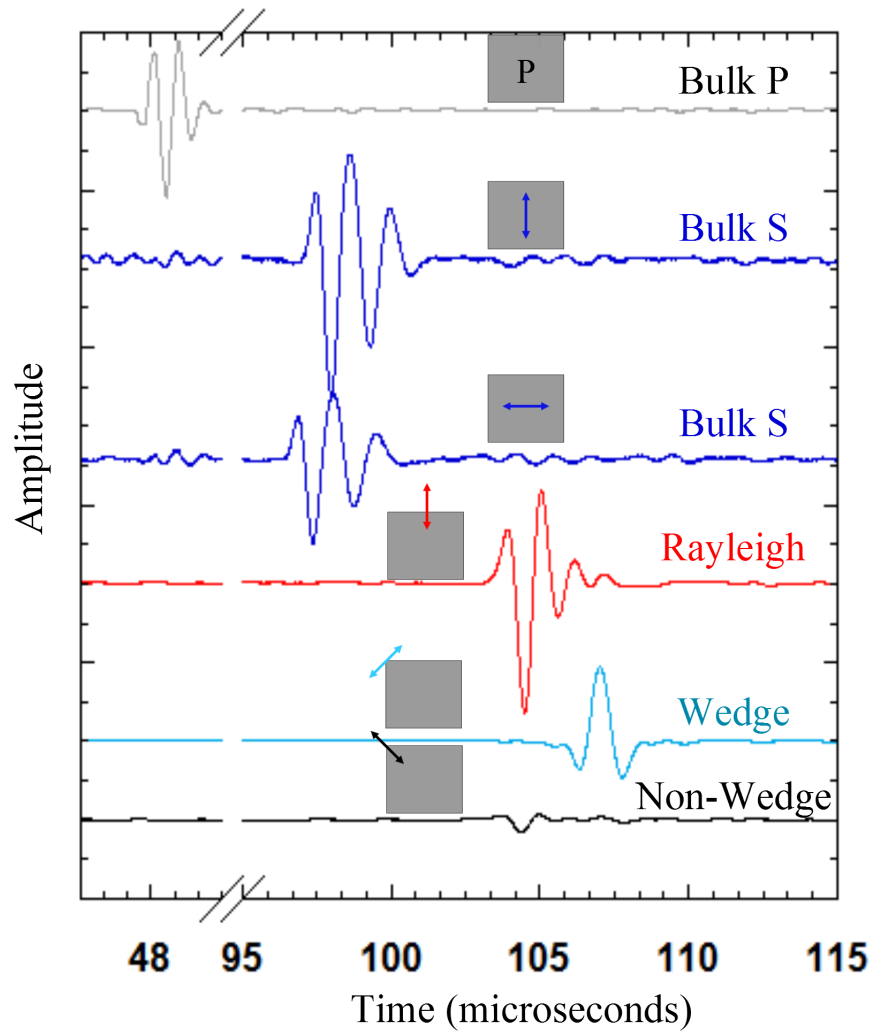 P
Bulk P
Bulk S
Bulk S
Rayleigh
Wedge
Non-Wedge
Amplitude
48 95 100 105 110 115
Time (microseconds)